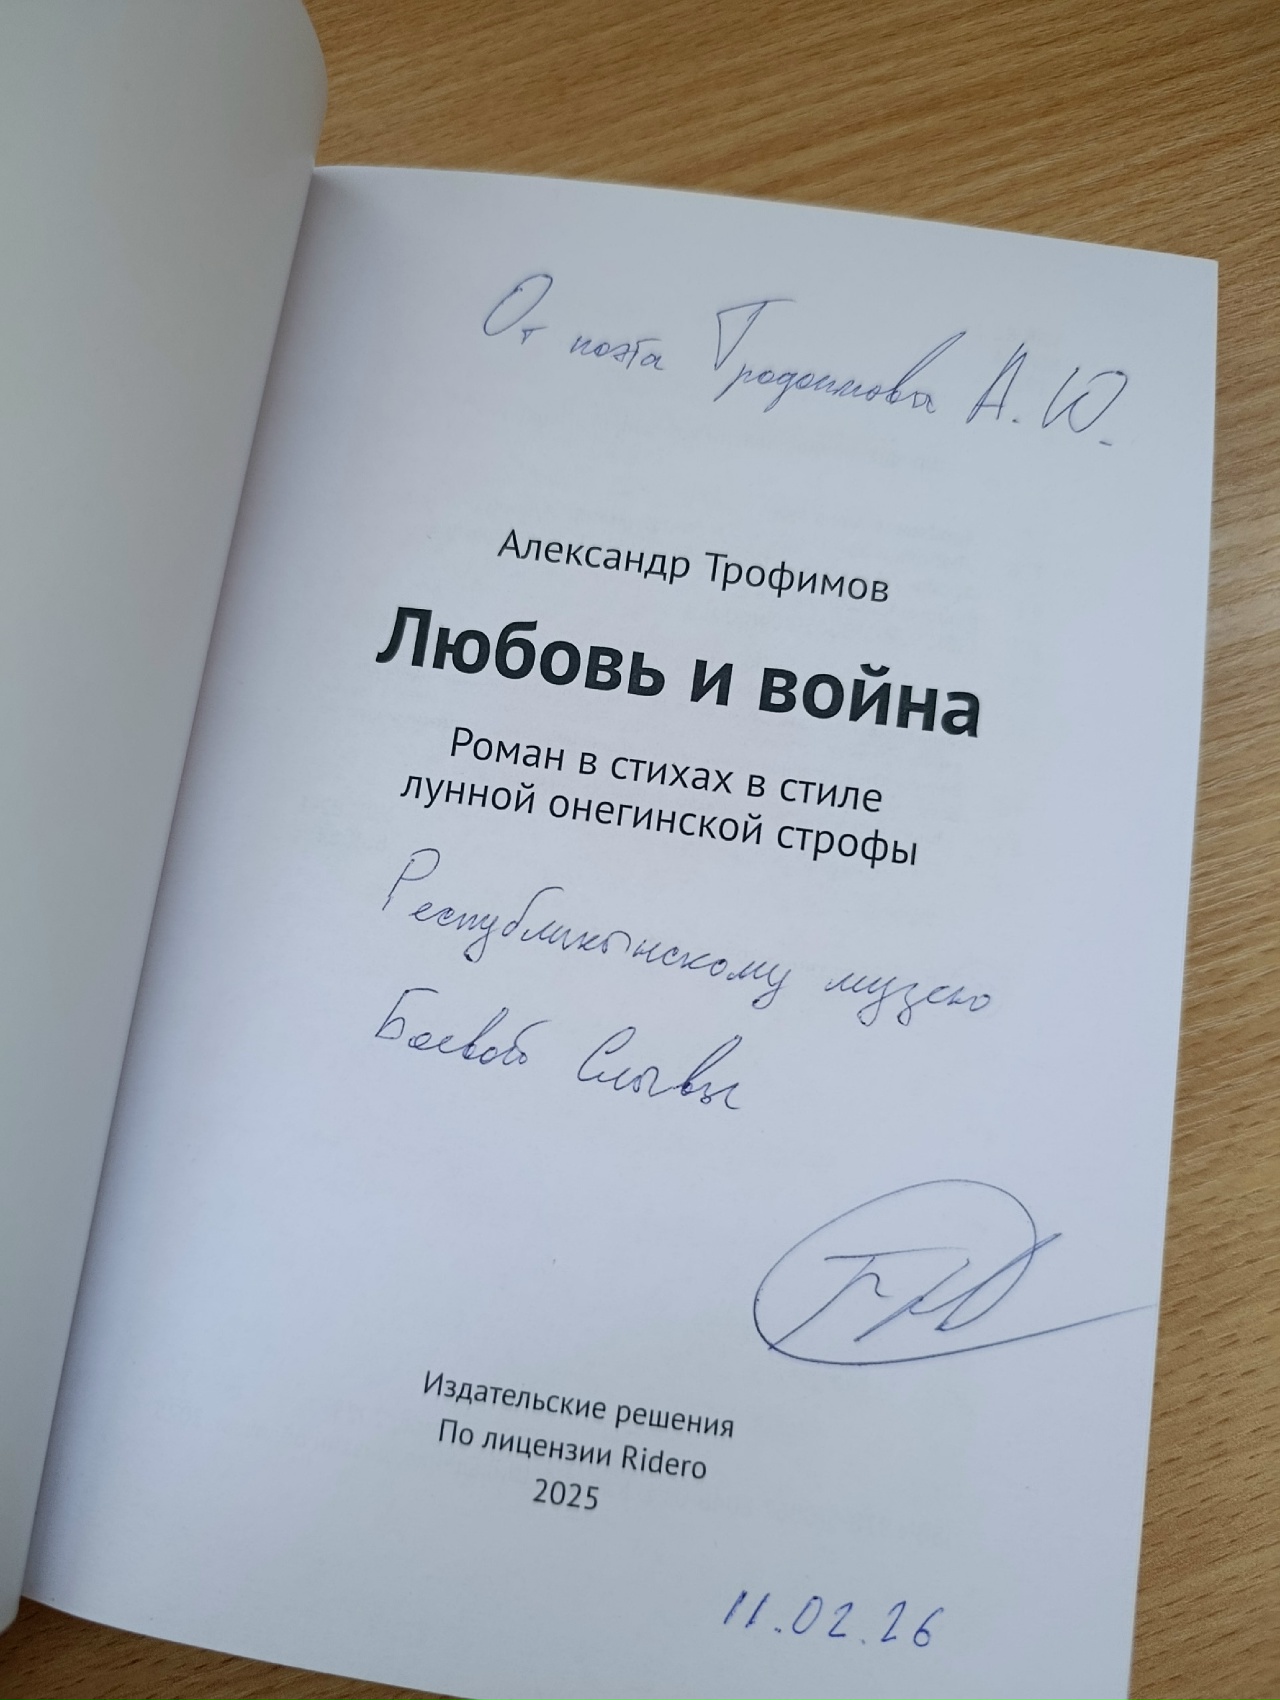 От поэта Трофимова А. Ю.
Александр Трофимов
Любовь и война
Роман в стихах в стиле
лунной онегинской строфы
Республиканскому музею
Боевой Славы
Издательские решения
По лицензии Ridero
2025
11.02.26